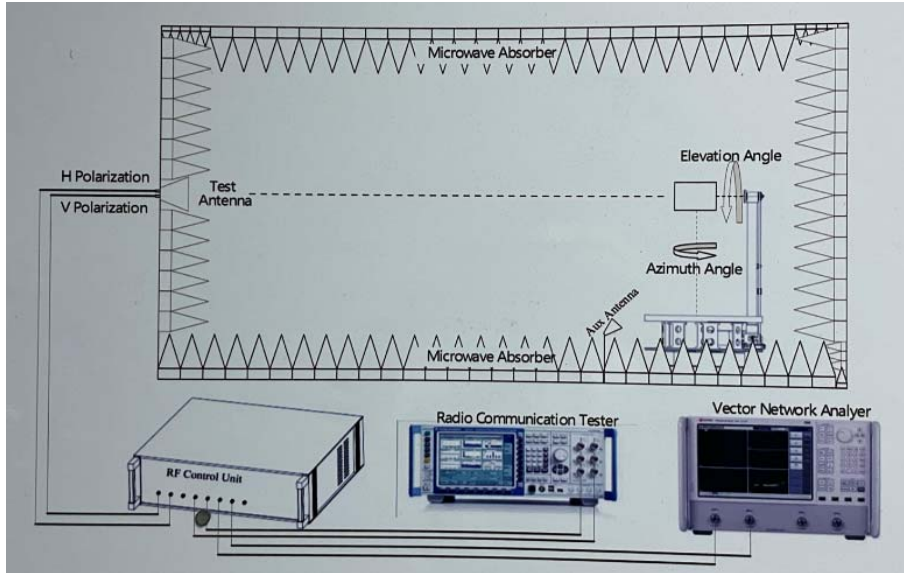 Microwave Absorber
Elevation Angle
H Polarization
Test
Antenna
V Polarization
Azimuth Angle
Aux Antenna
Microwave Absorber
Radio Communication Tester
Vector Network Analyer
RF Control Unit